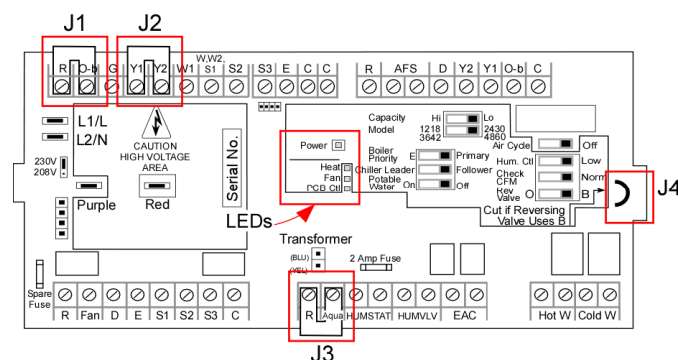 J1 J2
R O-b G Y1 Y2 W1 W,W2, S1 S2 S3 E C C R AFS D Y2 Y1 O-b C
L1/L
L2/N
CAUTION
HIGH VOLTAGE
AREA
230V
208V
Purple
Red
Serial No.
Power
Heat
Fan
PCB Ctl
LEDs
Capacity Hi Lo
Model 1218 2430
3642 4860
Boiler
Priority E Primary
Chiller Leader Follower
Potable
Water On Off
Air Cycle Off
Hum. Ctl Low
Check
CFM Norm
Rev
Valve O B
Cut if Reversing
Valve Uses B
J4
Transformer
(BLU)
(YEL)
2 Amp Fuse
Spare
Fuse
R Fan D E S1 S2 S3 C R Aqua HUMSTAT HUMVLV EAC Hot W Cold W
J3